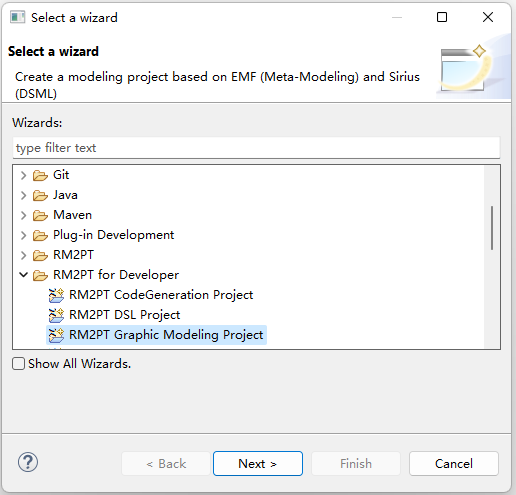 Select a wizard
Select a wizard
Create a modeling project based on EMF (Meta-Modeling) and Sirius
(DSML)
Wizards:
type filter text
Git
Java
Maven
Plug-in Development
RM2PT
RM2PT for Developer
RM2PT CodeGeneration Project
RM2PT DSL Project
RM2PT Graphic Modeling Project
Show All Wizards.
? < Back Next > Finish Cancel